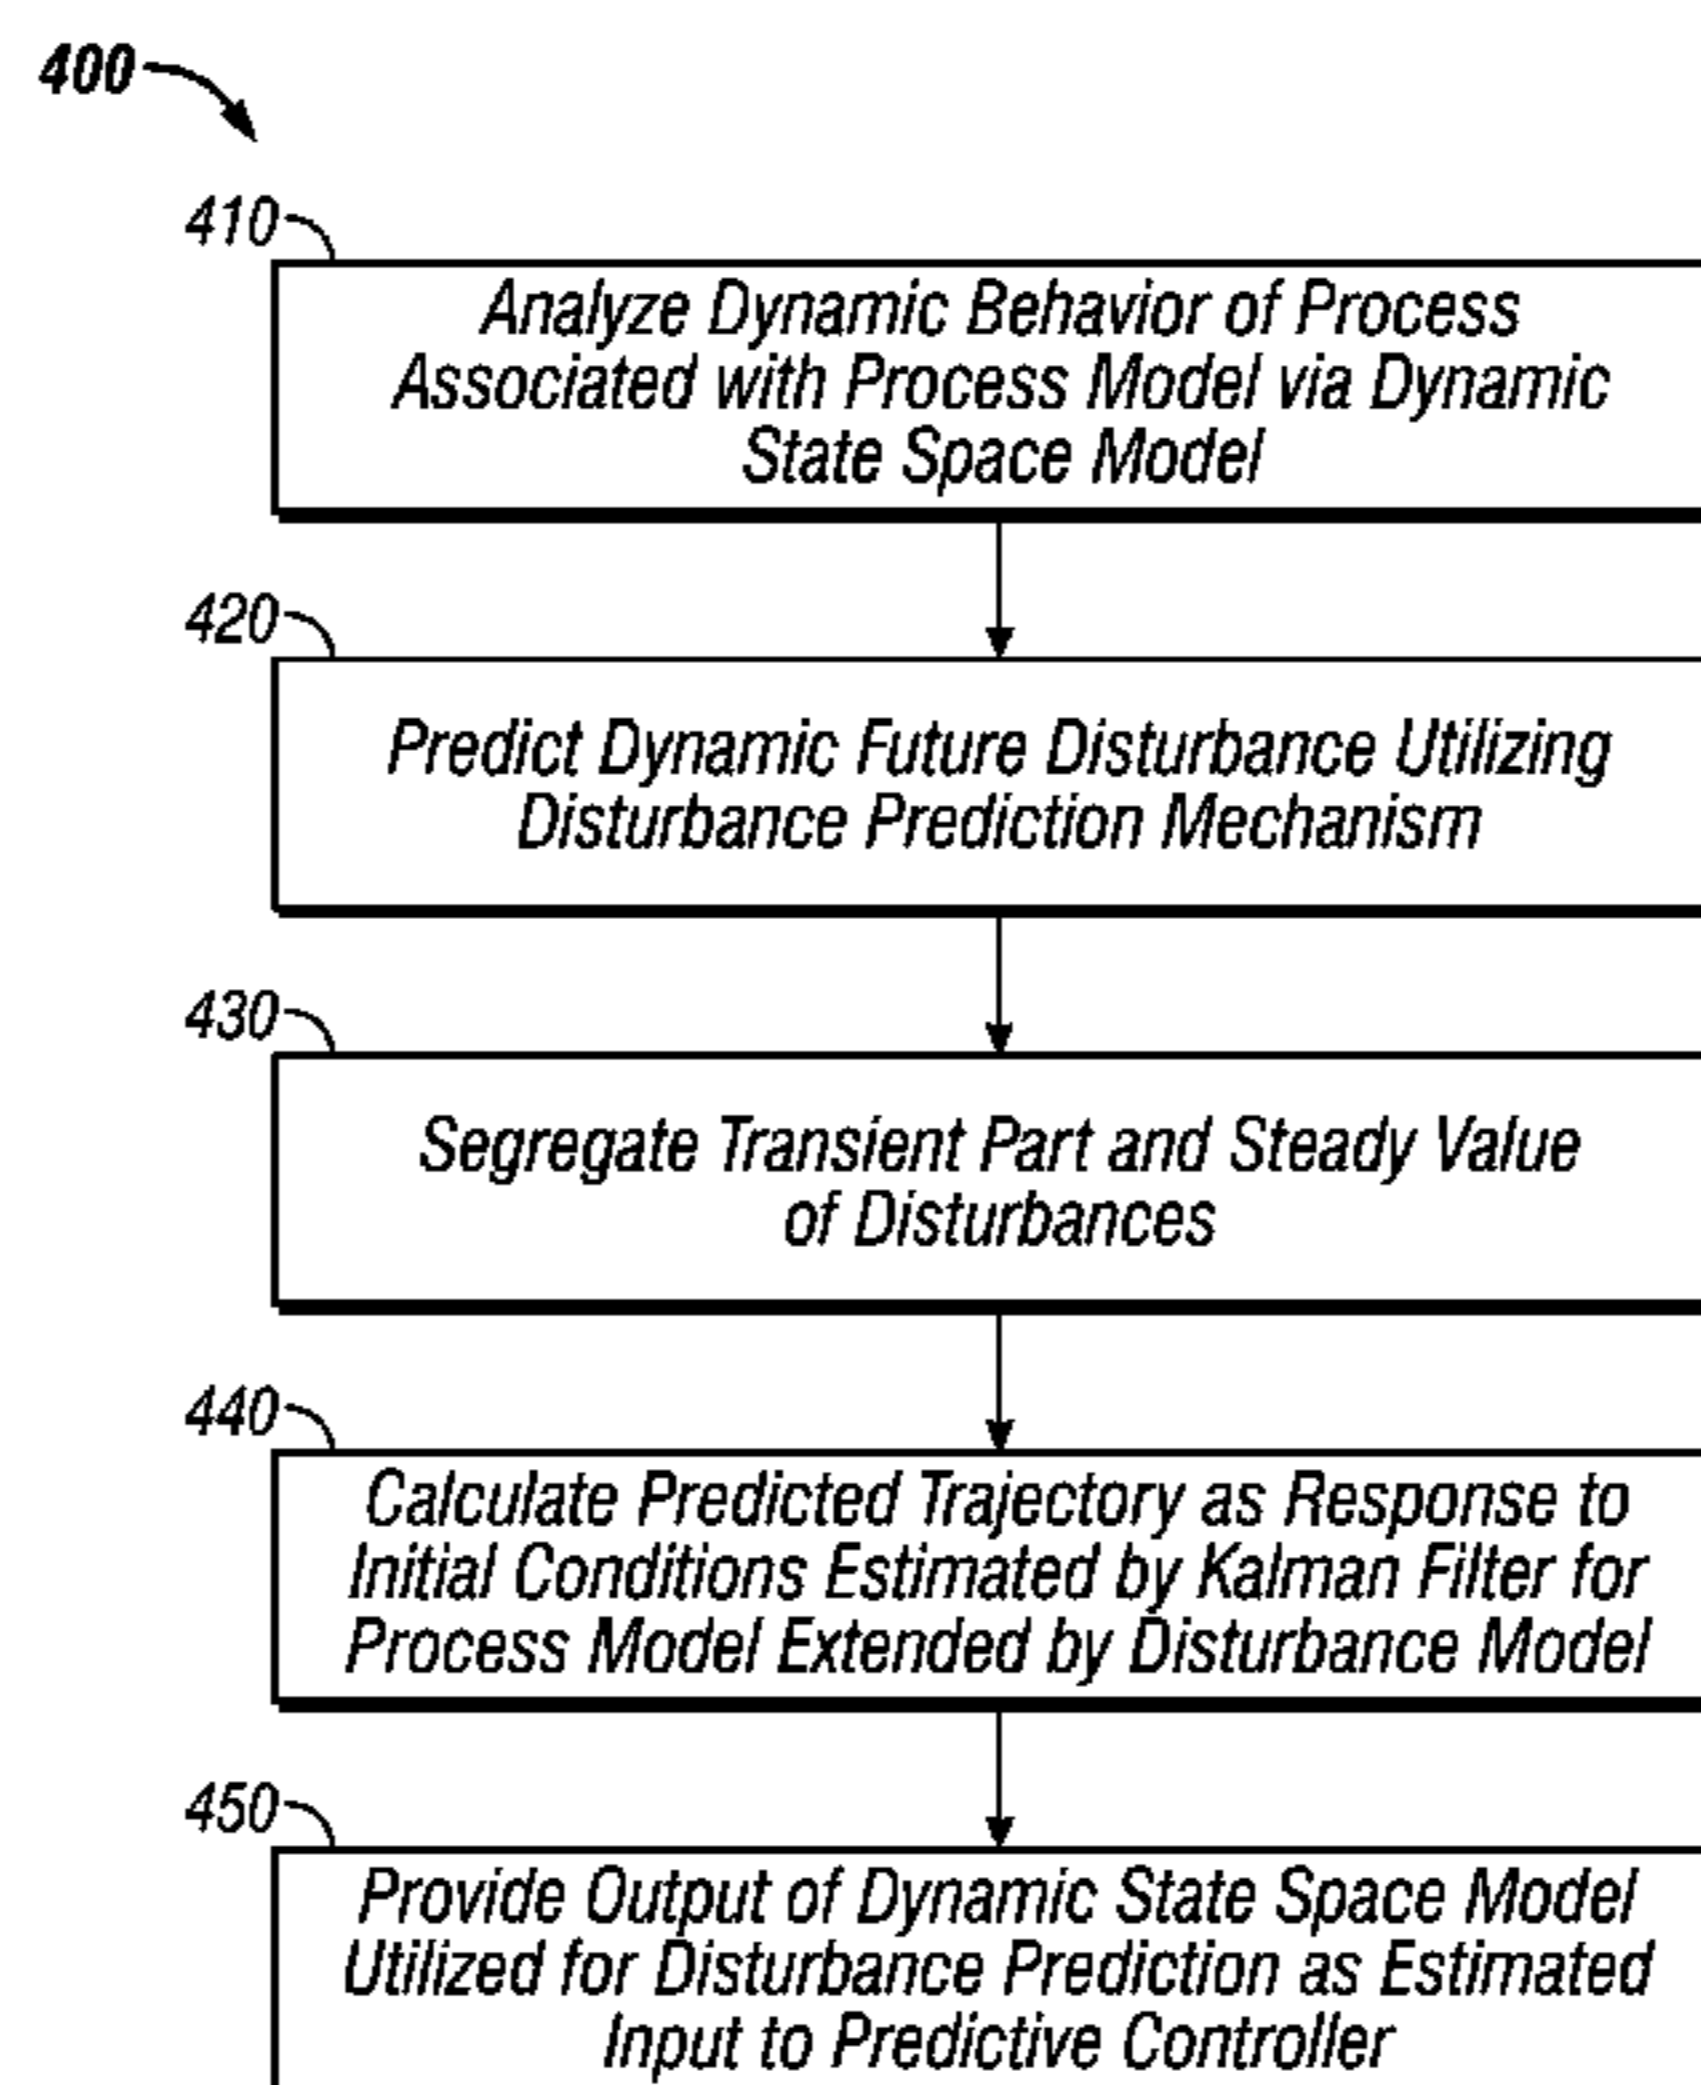 400
410
Analyze Dynamic Behavior of Process
Associated with Process Model via Dynamic
State Space Model
420
Predict Dynamic Future Disturbance Utilizing
Disturbance Prediction Mechanism
430
Segregate Transient Part and Steady Value
of Disturbances
440
Calculate Predicted Trajectory as Response to
Initial Conditions Estimated by Kalman Filter for
Process Model Extended by Disturbance Model
450
Provide Output of Dynamic State Space Model
Utilized for Disturbance Prediction as Estimated
Input to Predictive Controller